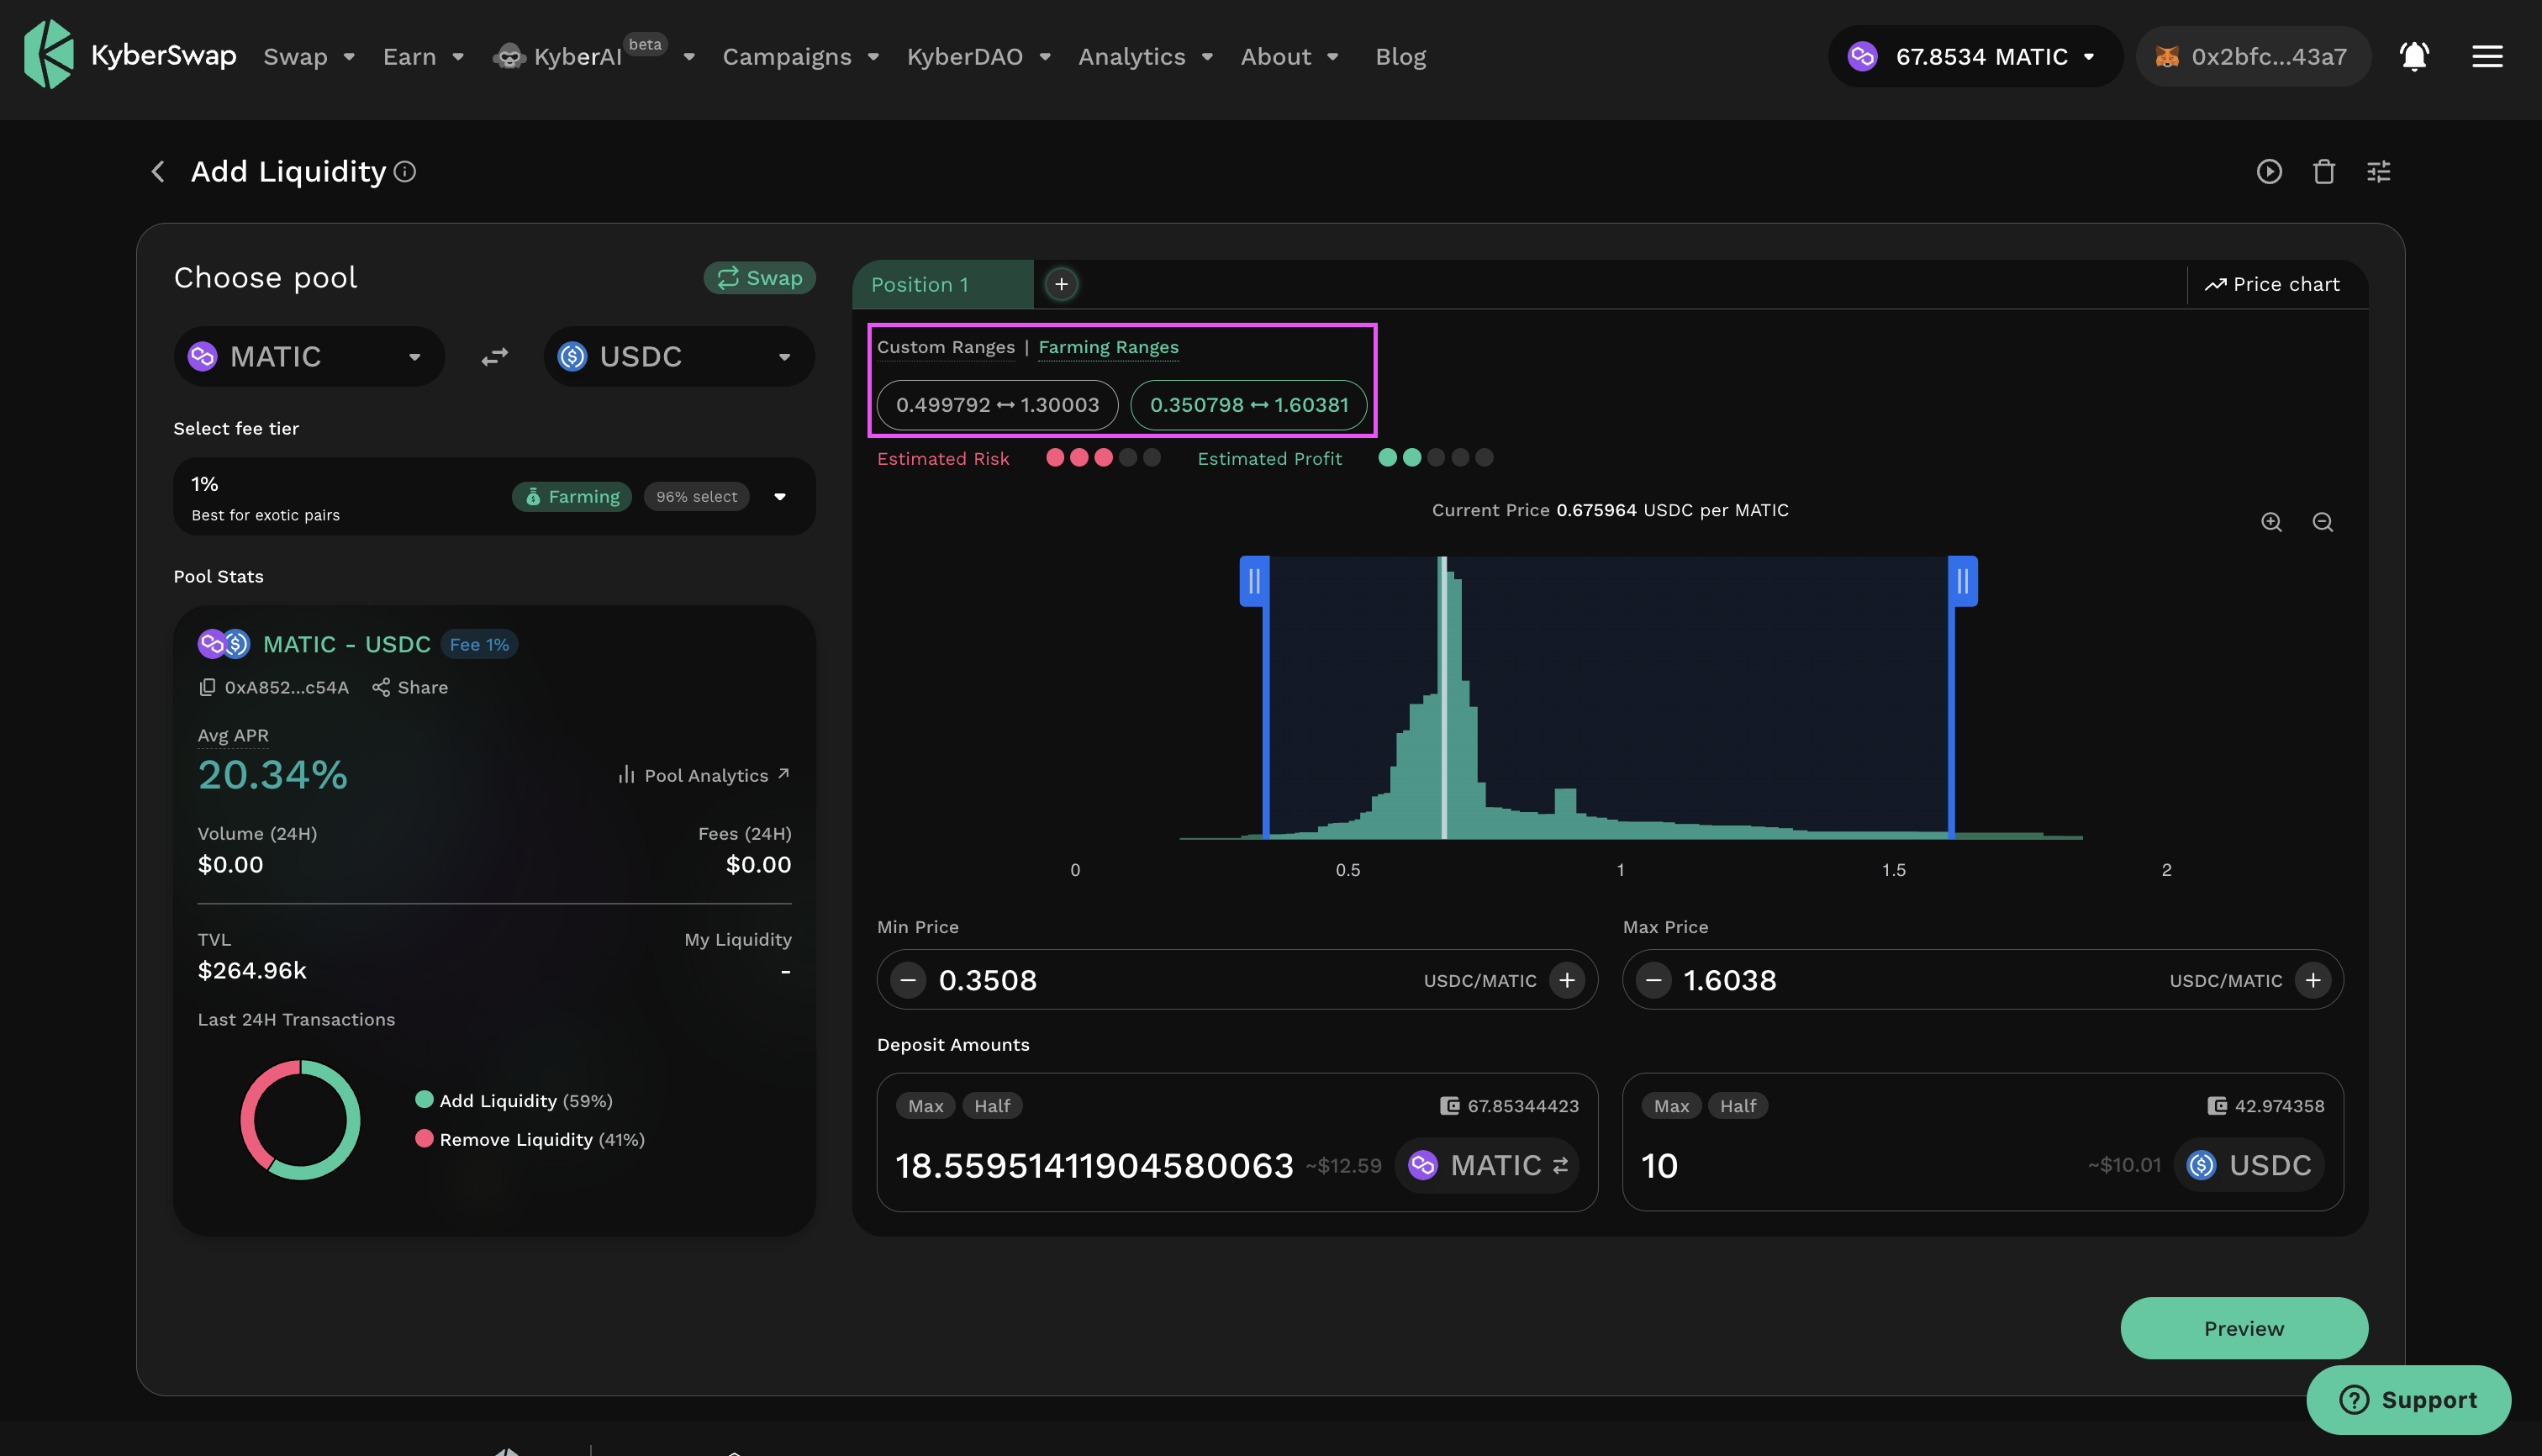 KyberSwap Swap Earn KyberAI beta Campaigns KyberDAO Analytics About Blog 67.8534 MATIC 0x2bfc...43a7
Add Liquidity
Choose pool
Swap
MATIC
USDC
Select fee tier
1%
Best for exotic pairs
Farming
96% select
Pool Stats
MATIC - USDC Fee 1%
0xA852...c54A Share
Avg APR
20.34%
Pool Analytics
Volume (24H)
$0.00
Fees (24H)
$0.00
TVL
$264.96k
My Liquidity
-
Last 24H Transactions
Add Liquidity (59%)
Remove Liquidity (41%)
Position 1
Price chart
Custom Ranges | Farming Ranges
0.499792 ↔ 1.30003
0.350798 ↔ 1.60381
Estimated Risk
Estimated Profit
Current Price 0.675964 USDC per MATIC
0 0.5 1 1.5 2
Min Price
0.3508 USDC/MATIC
Max Price
1.6038 USDC/MATIC
Deposit Amounts
Max Half 67.85344423
18.559514111904580063 ~$12.59 MATIC
Max Half 42.974358
10 ~$10.01 USDC
Preview
Support